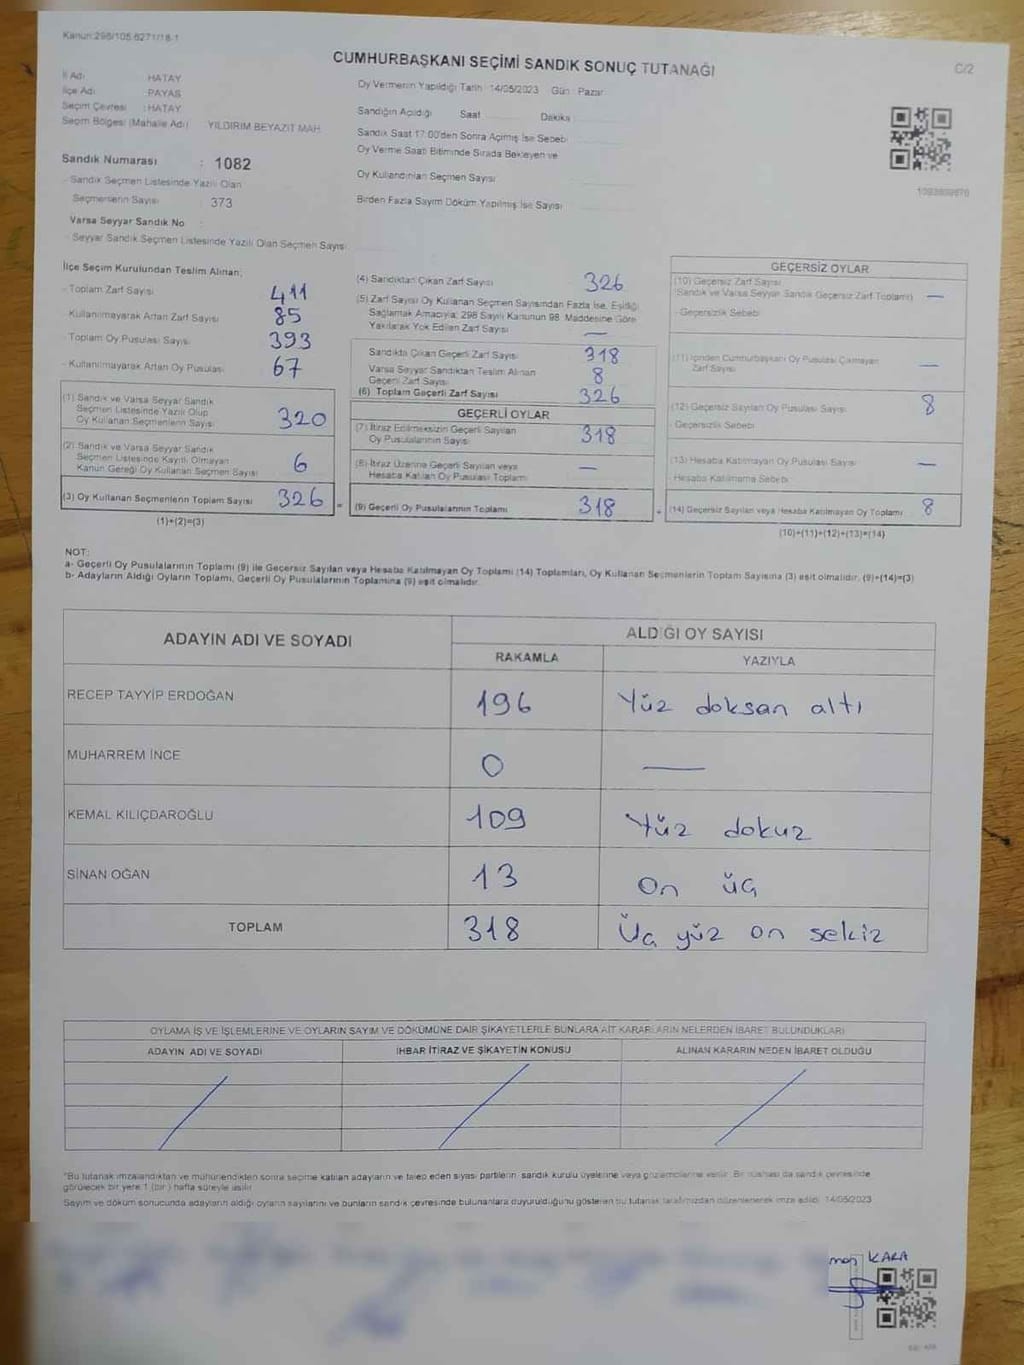 Kanun:298/105.6271/18-1
CUMHURBAŞKANI SEÇİMİ SANDIK SONUÇ TUTANAĞI
C/2
İl Adı HATAY
İlçe Adı PAYAS
Seçim Çevresi : HATAY
Seçim Bölgesi (Mahalle Adı) YILDIRIM BEYAZIT MAH.
Sandık Numarası : 1082
- Sandık Seçmen Listesinde Yazılı Olan
Seçmenlerin Sayısı : 373
Varsa Seyyar Sandık No :
- Seyyar Sandık Seçmen Listesinde Yazılı Olan Seçmen Sayısı
Oy Vermenin Yapıldığı Tarih : 14/05/2023 Gün : Pazar
Sandığın Açıldığı Saat Dakika
Sandık Saat 17:00'den Sonra Açılmış İse Sebebi
Oy Verme Saati Bitiminde Sırada Bekleyen ve
Oy Kullandırılan Seçmen Sayısı
Birden Fazla Sayım Döküm Yapılmış İse Sayısı
İlçe Seçim Kurulundan Teslim Alınan;
- Toplam Zarf Sayısı 411
- Kullanılmayarak Artan Zarf Sayısı 85
- Toplam Oy Pusulası Sayısı 393
- Kullanılmayarak Artan Oy Pusulası 67
(1) Sandık ve Varsa Seyyar Sandık
Seçmen Listesinde Yazılı Olup
Oy Kullanan Seçmenlerin Sayısı 320
(2) Sandık ve Varsa Seyyar Sandık
Seçmen Listesinde Kayıtlı Olmayan
Kanun Gereği Oy Kullanan Seçmen Sayısı 6
(3) Oy Kullanan Seçmenlerin Toplam Sayısı 326 =
(1)+(2)=(3)
(4) Sandıktan Çıkan Zarf Sayısı 326
(5) Zarf Sayısı Oy Kullanan Seçmen Sayısından Fazla İse, Eşitliği
Sağlamak Amacıyla; 298 Sayılı Kanunun 98. Maddesine Göre
Yakılarak Yok Edilen Zarf Sayısı —
Sandıkta Çıkan Geçerli Zarf Sayısı 318
Varsa Seyyar Sandıktan Teslim Alınan
Geçerli Zarf Sayısı 8
(6) Toplam Geçerli Zarf Sayısı 326
GEÇERLİ OYLAR
(7) İtiraz Edilmeksizin Geçerli Sayılan
Oy Pusulalarının Sayısı 318
(8) İtiraz Üzerine Geçerli Sayılan veya
Hesaba Katılan Oy Pusulası Toplamı —
(9) Geçerli Oy Pusulalarının Toplamı 318 +
GEÇERSİZ OYLAR
(10) Geçersiz Zarf Sayısı
(Sandık ve Varsa Seyyar Sandık Geçersiz Zarf Toplamı) —
- Geçersizlik Sebebi
(11) İçinden Cumhurbaşkanı Oy Pusulası Çıkmayan
Zarf Sayısı —
(12) Geçersiz Sayılan Oy Pusulası Sayısı 8
- Geçersizlik Sebebi
(13) Hesaba Katılmayan Oy Pusulası Sayısı —
- Hesaba Katılmama Sebebi
(14) Geçersiz Sayılan veya Hesaba Katılmayan Oy Toplamı 8
(10)+(11)+(12)+(13)=(14)
NOT:
a- Geçerli Oy Pusulalarının Toplamı (9) ile Geçersiz Sayılan veya Hesaba Katılmayan Oy Toplamı (14) Toplamları, Oy Kullanan Seçmenlerin Toplam Sayısına (3) eşit olmalıdır. (9)+(14)=(3)
b- Adayların Aldığı Oyların Toplamı, Geçerli Oy Pusulalarının Toplamına (9) eşit olmalıdır.
ADAYIN ADI VE SOYADI ALDIĞI OY SAYISI
RAKAMLA YAZIYLA
RECEP TAYYİP ERDOĞAN 196 Yüz doksan altı
MUHARREM İNCE 0 —
KEMAL KILIÇDAROĞLU 109 Yüz dokuz
SİNAN OĞAN 13 On üç
TOPLAM 318 Üç yüz on sekiz
OYLAMA İŞ VE İŞLEMLERİNE VE OYLARIN SAYIM VE DÖKÜMÜNE DAİR ŞİKAYETLERLE BUNLARA AİT KARARLARIN NELERDEN İBARET BULUNDUKLARI
ADAYIN ADI VE SOYADI İHBAR İTİRAZ VE ŞİKAYETİN KONUSU ALINAN KARARIN NEDEN İBARET OLDUĞU
*Bu tutanak imzalandıktan ve mühürlendikten sonra seçime katılan adayların ve talep eden siyasi partilerin, sandık kurulu üyelerine veya gözlemcilerine verilir. Bir nüshası da sandık çevresinde
görülecek bir yere 1 (bir) hafta süreyle asılır.
Sayım ve döküm sonucunda adayların aldığı oyların sayılarını ve bunların sandık çevresinde bulunanlara duyurulduğunu gösteren bu tutanak tarafımızdan düzenlenerek imza edildi. 14/05/2023
KARA